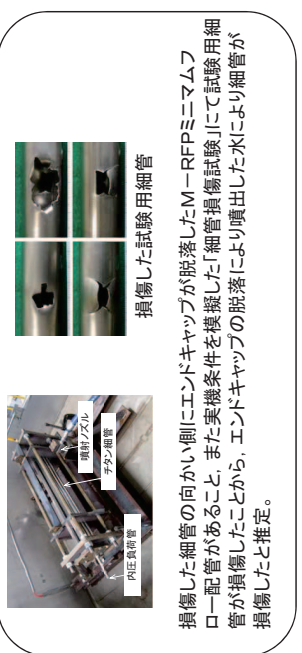 噴射ノズル
チタン細管
内圧負荷管
損傷した試験用細管
損傷した細管の向かい側にエンドキャップが脱落したM-RFPミニマムフ
ロー配管があること，また実機条件を模擬した「細管損傷試験」にて試験用細
管が損傷したことから，エンドキャップの脱落により噴出した水により細管が
損傷したと推定。